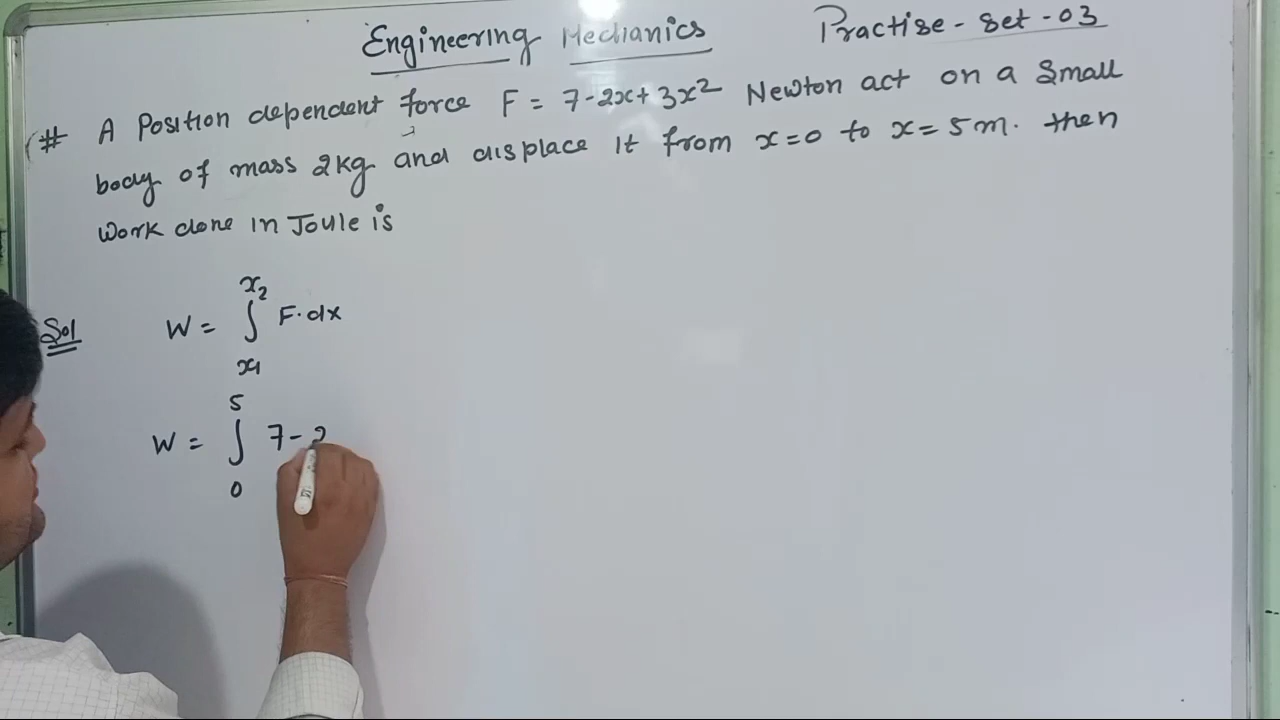 Engineering Mechanics Practise-Set-03
# A Position dependent force F = 7-2x+3x² Newton act on a small
body of mass 2kg and displace it from x=0 to x=5m. then
work done in Joule is
Sol W = ∫ F·dx
x₂
x₁
W = ∫ 7-2
5
0